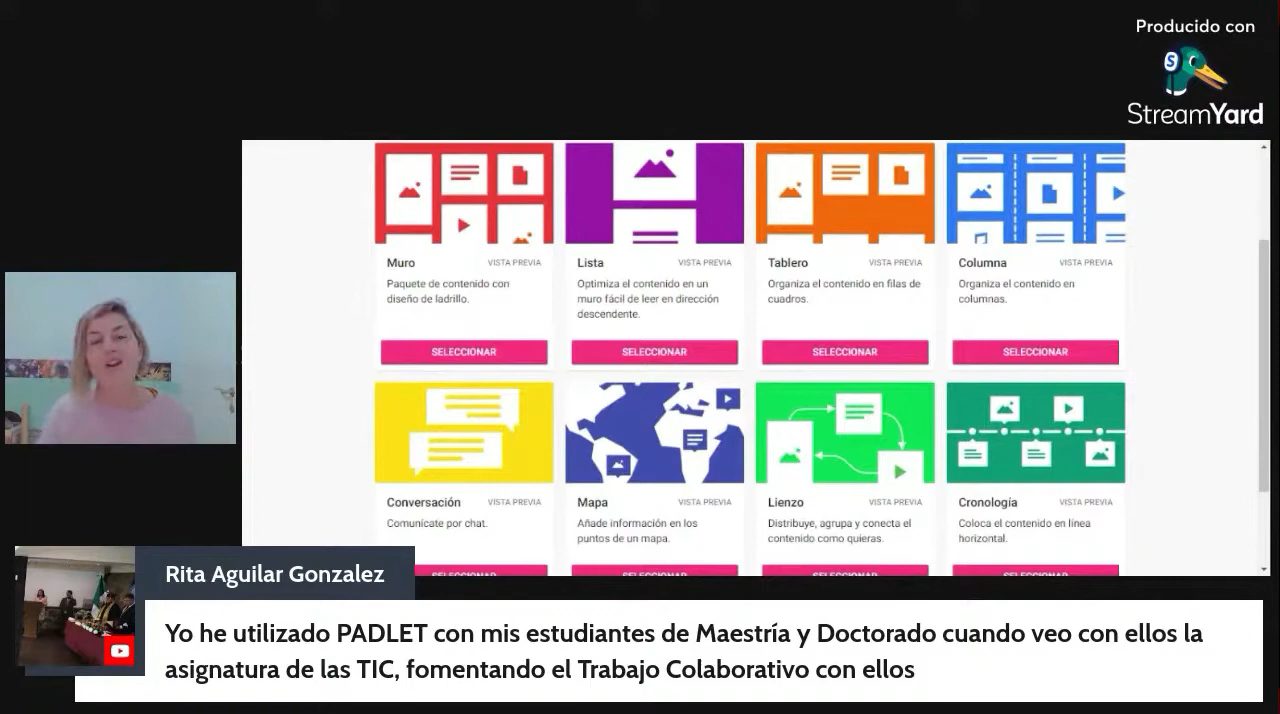 Producido con
StreamYard
Muro VISTA PREVIA
Paquete de contenido con
diseño de ladrillo.
SELECCIONAR
Lista VISTA PREVIA
Optimiza el contenido en un
muro fácil de leer en dirección
descendente.
SELECCIONAR
Tablero VISTA PREVIA
Organiza el contenido en filas de
cuadros.
SELECCIONAR
Columna VISTA PREVIA
Organiza el contenido en
columnas.
SELECCIONAR
Conversación VISTA PREVIA
Comunícate por chat.
SELECCIONAR
Mapa VISTA PREVIA
Añade información en los
puntos de un mapa.
SELECCIONAR
Lienzo VISTA PREVIA
Distribuye, agrupa y conecta el
contenido como quieras.
SELECCIONAR
Cronología VISTA PREVIA
Coloca el contenido en línea
horizontal.
SELECCIONAR
Rita Aguilar Gonzalez
Yo he utilizado PADLET con mis estudiantes de Maestría y Doctorado cuando veo con ellos la
asignatura de las TIC, fomentando el Trabajo Colaborativo con ellos